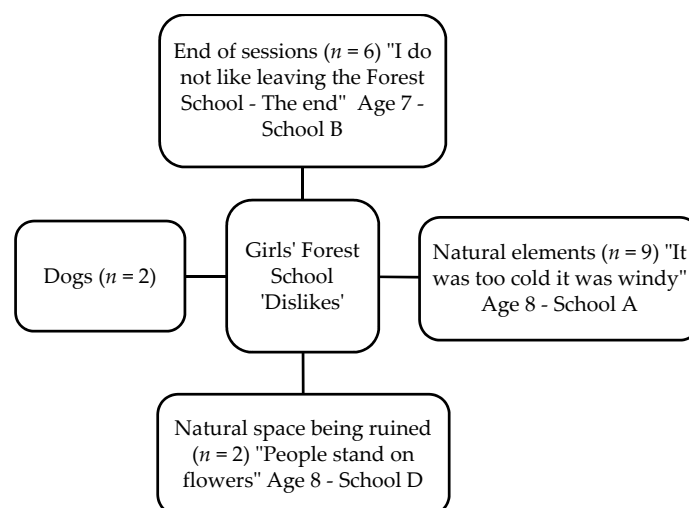 End of sessions (n = 6) "I do
not like leaving the Forest
School - The end"  Age 7 -
School B
Dogs (n = 2)
Girls' Forest
School
'Dislikes'
Natural elements (n = 9) "It
was too cold it was windy"
Age 8 - School A
Natural space being ruined
(n = 2) "People stand on
flowers" Age 8 - School D